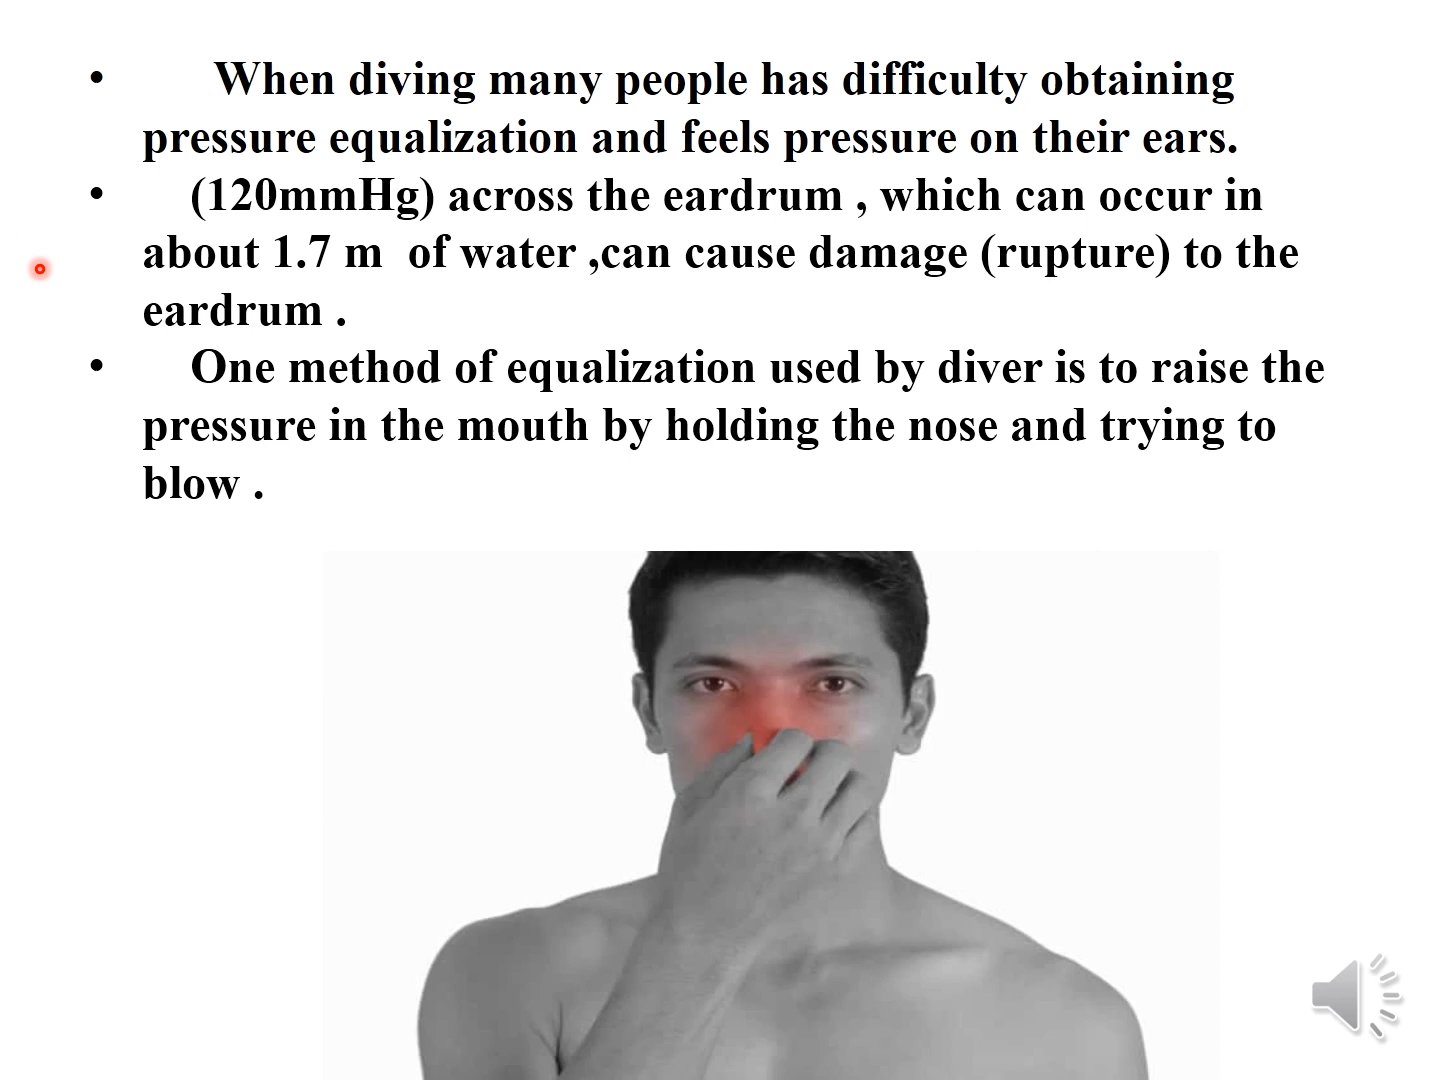 • When diving many people has difficulty obtaining
pressure equalization and feels pressure on their ears.
• (120mmHg) across the eardrum , which can occur in
about 1.7 m of water ,can cause damage (rupture) to the
eardrum .
• One method of equalization used by diver is to raise the
pressure in the mouth by holding the nose and trying to
blow .